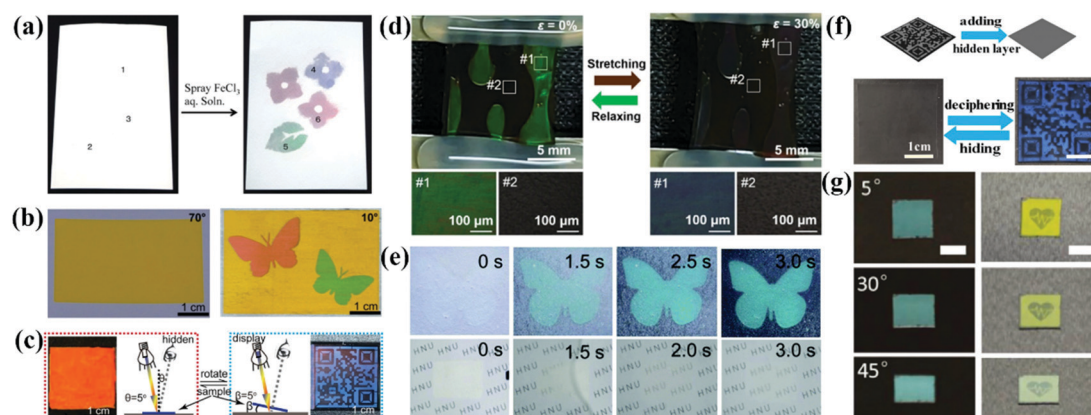 (a)
1
3
2
Spray FeCl₃
aq. Soln.
4
6
5
(b)
70°
1 cm
10°
1 cm
(c)
1 cm
hidden
θ=5°
rotate
sample
display
β=5°
β
1 cm
(d)
ε = 0%
#1
#2
5 mm
Stretching
Relaxing
ε = 30%
#1
#2
5 mm
#1
100 µm
#2
100 µm
#1
100 µm
#2
100 µm
(e)
0 s
1.5 s
2.5 s
3.0 s
0 s
1.5 s
2.0 s
3.0 s
HNU HNU
(f)
adding
hidden layer
1cm
deciphering
hiding
(g)
5°
30°
45°